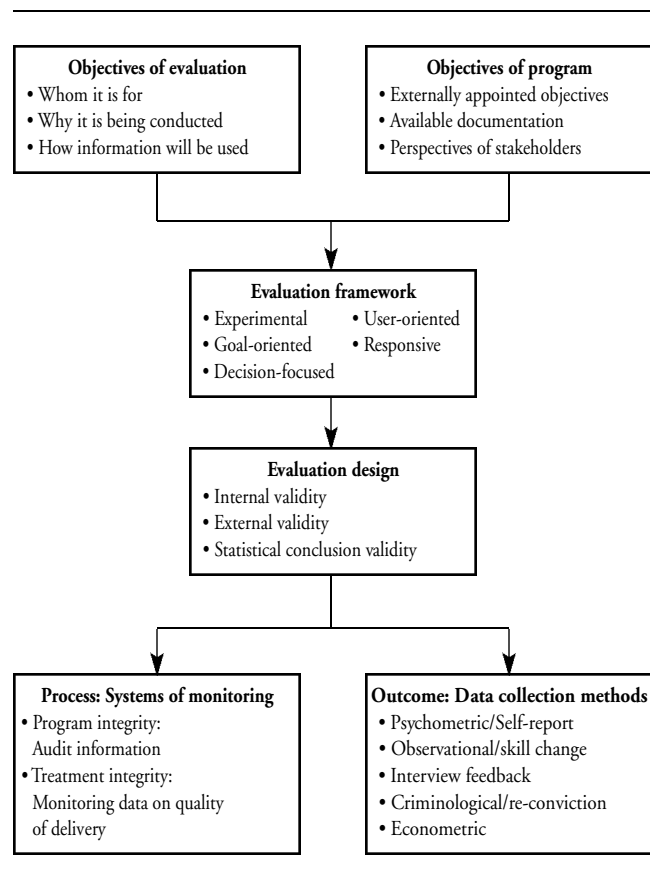 Objectives of evaluation
• Whom it is for
• Why it is being conducted
• How information will be used
Objectives of program
• Externally appointed objectives
• Available documentation
• Perspectives of stakeholders
Evaluation framework
• Experimental
• Goal-oriented
• Decision-focused
• User-oriented
• Responsive
Evaluation design
• Internal validity
• External validity
• Statistical conclusion validity
Process: Systems of monitoring
• Program integrity:
Audit information
• Treatment integrity:
Monitoring data on quality
of delivery
Outcome: Data collection methods
• Psychometric/Self-report
• Observational/skill change
• Interview feedback
• Criminological/re-conviction
• Econometric